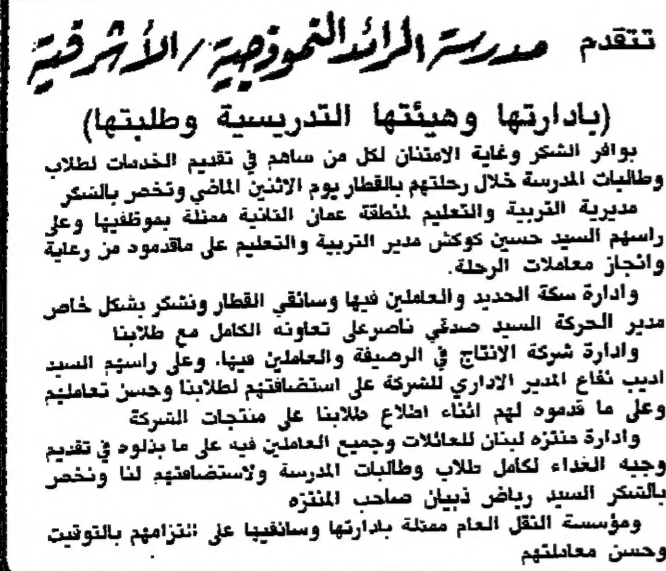 تتقدم مدرسة الرائد النموذجية / الأشرفية
(بادارتها وهيئتها التدريسية وطلبتها)
بوافر الشكر وغاية الامتنان لكل من ساهم في تقديم الخدمات لطلاب
وطالبات المدرسة خلال رحلتهم بالقطار يوم الاثنين الماضي وتخص بالشكر
مديرية التربية والتعليم لمنطقة عمان الثانية ممثلة بموظفيها وعلى
راسهم السيد حسين كوكش مدير التربية والتعليم على ماقدموه من رعاية
وانجاز معاملات الرحلة.
وادارة سكة الحديد والعاملين فيها وسائقي القطار ونشكر بشكل خاص
مدير الحركة السيد صدقي ناصر على تعاونه الكامل مع طلابنا
وادارة شركة الانتاج في الرصيفة والعاملين فيها. وعلى راسهم السيد
اديب نفاع المدير الاداري للشركة على استضافتهم لطلابنا وحسن تعاملهم
وعلى ما قدموه لهم اثناء اطلاع طلابنا على منتجات الشركة
وادارة منتزه لبنان للعائلات وجميع العاملين فيه على ما بذلوه في تقديم
وجبه الغداء لكامل طلاب وطالبات المدرسة ولاستضافتهم لنا ونخص
بالشكر السيد رياض ذبيان صاحب المنتزه
ومؤسسة النقل العام ممثلة بادارتها وسائقيها على التزامهم بالتوقيت
وحسن معاملتهم